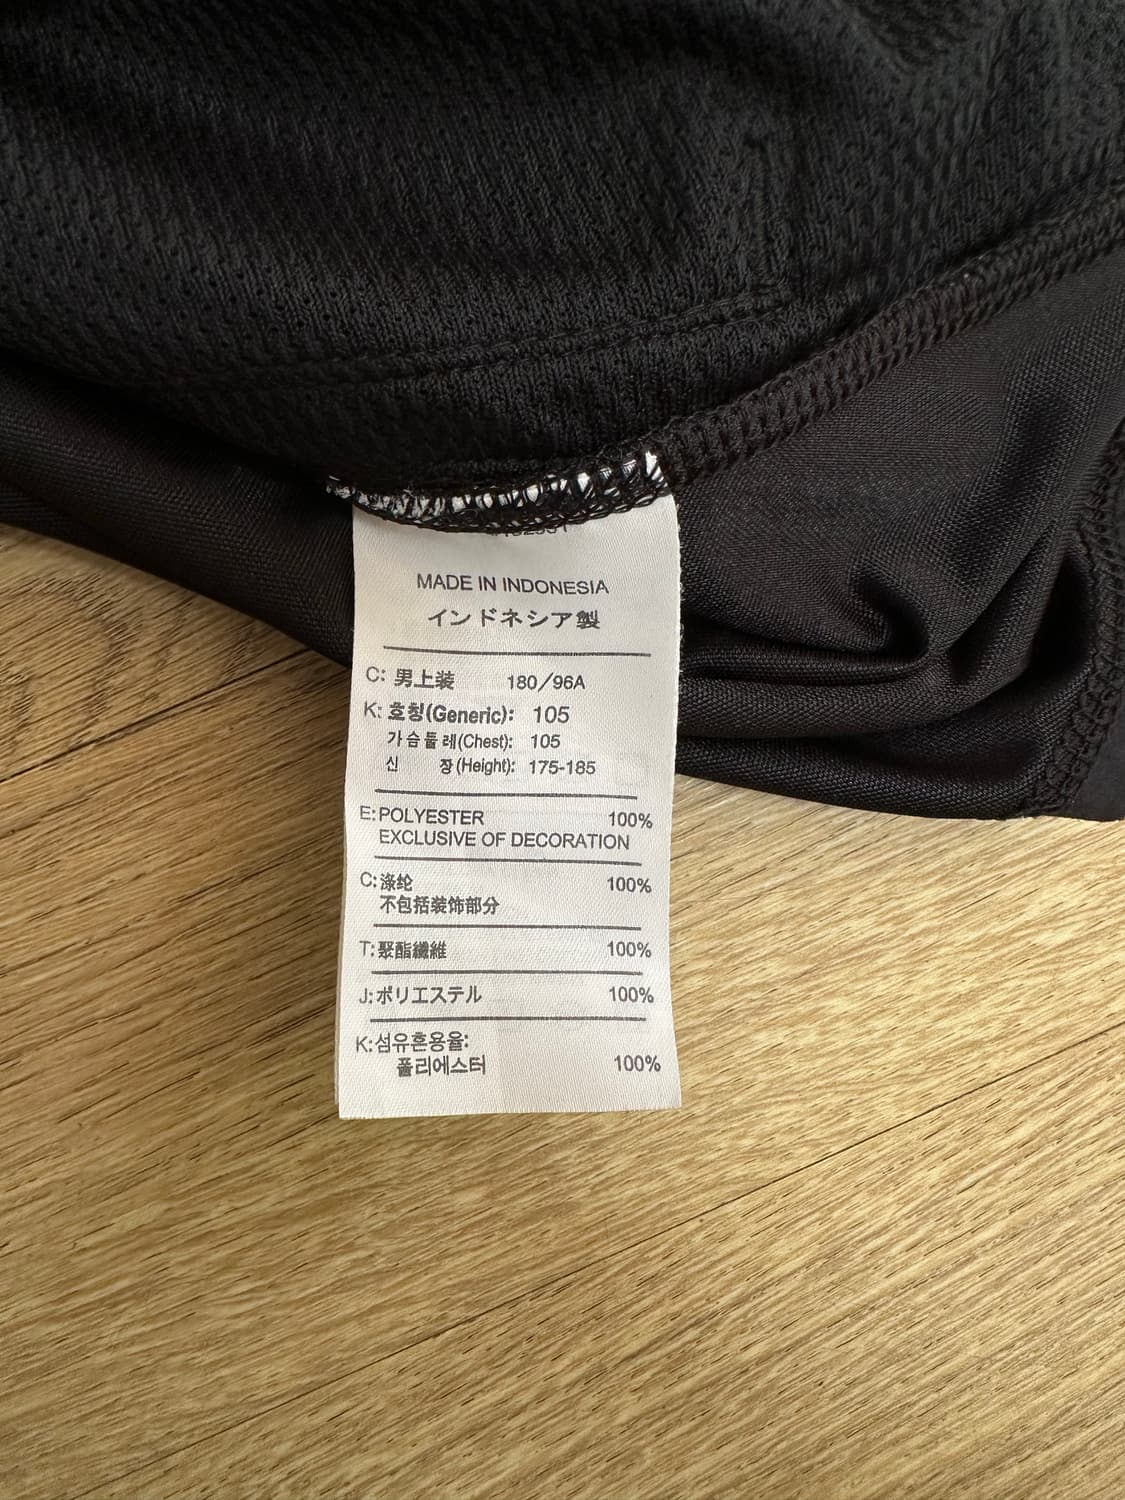 MADE IN INDONESIA
インドネシア製
C: 男上装 180/96A
K: 호칭(Generic): 105
가슴둘레(Chest): 105
신 장(Height): 175-185
E: POLYESTER 100%
EXCLUSIVE OF DECORATION
C: 涤纶 100%
不包括装饰部分
T: 聚酯纖維 100%
J: ポリエステル 100%
K: 섬유혼용율:
폴리에스터 100%